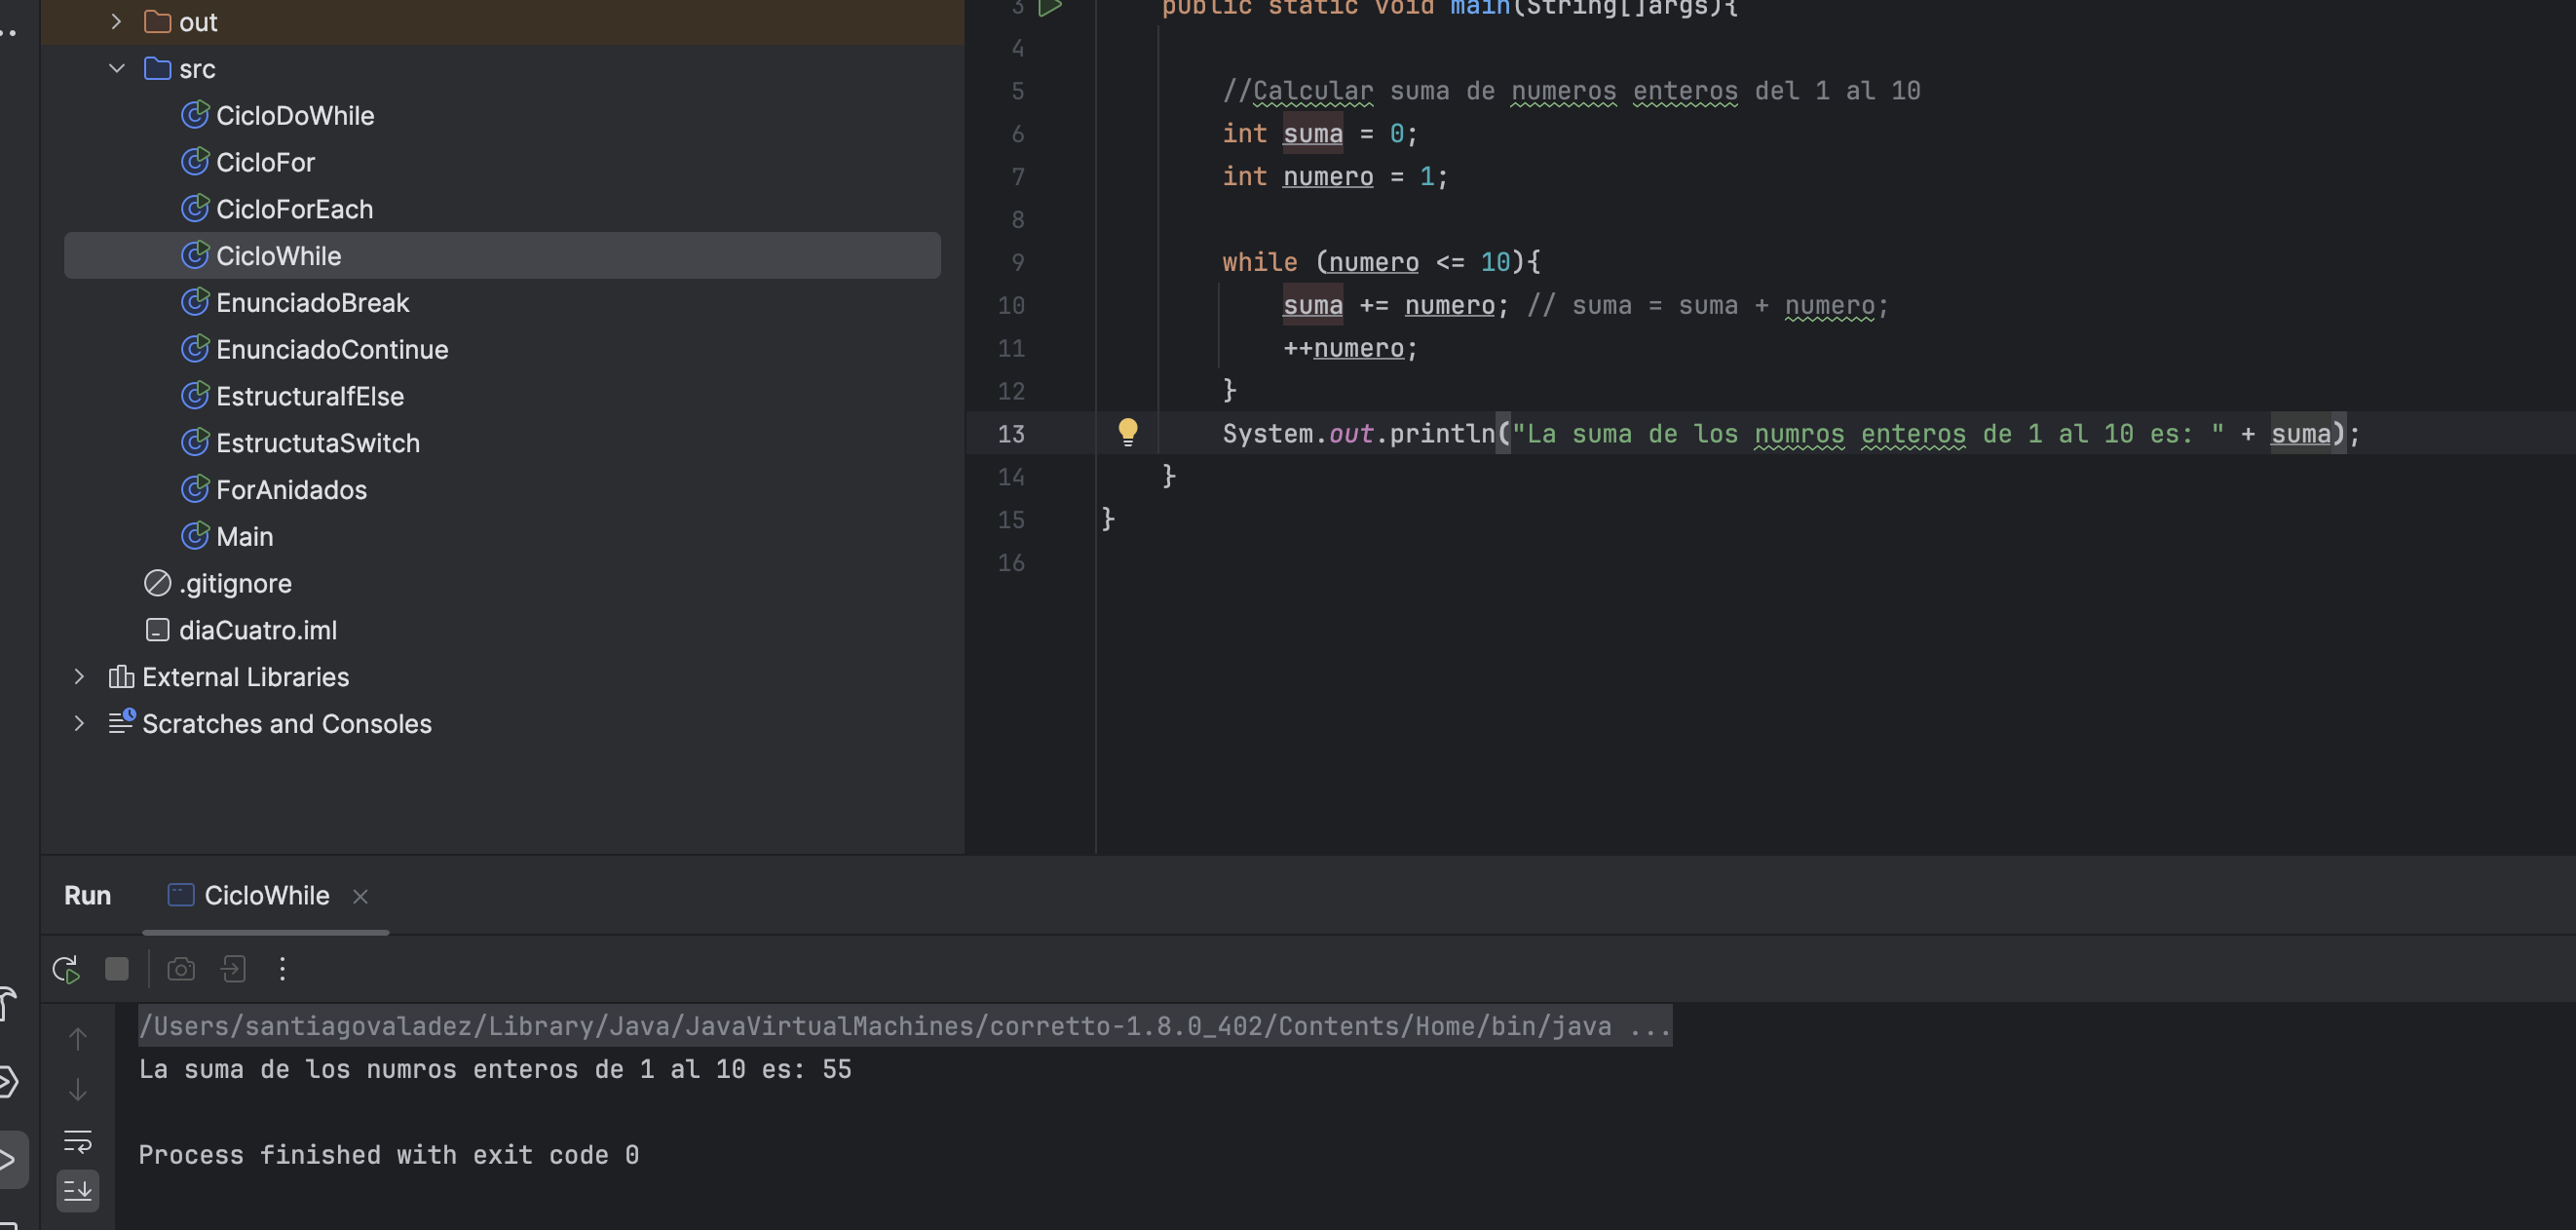 out
src
CicloDoWhile
CicloFor
CicloForEach
CicloWhile
EnunciadoBreak
EnunciadoContinue
EstructuraIfElse
EstructutaSwitch
ForAnidados
Main
.gitignore
diaCuatro.iml
External Libraries
Scratches and Consoles
3 public static void main(String[]args){
4
5 //Calcular suma de numeros enteros del 1 al 10
6 int suma = 0;
7 int numero = 1;
8
9 while (numero <= 10){
10 suma += numero; // suma = suma + numero;
11 ++numero;
12 }
13 System.out.println("La suma de los numros enteros de 1 al 10 es: " + suma);
14 }
15 }
16
Run CicloWhile
/Users/santiagovaladez/Library/Java/JavaVirtualMachines/corretto-1.8.0_402/Contents/Home/bin/java ...
La suma de los numros enteros de 1 al 10 es: 55
Process finished with exit code 0